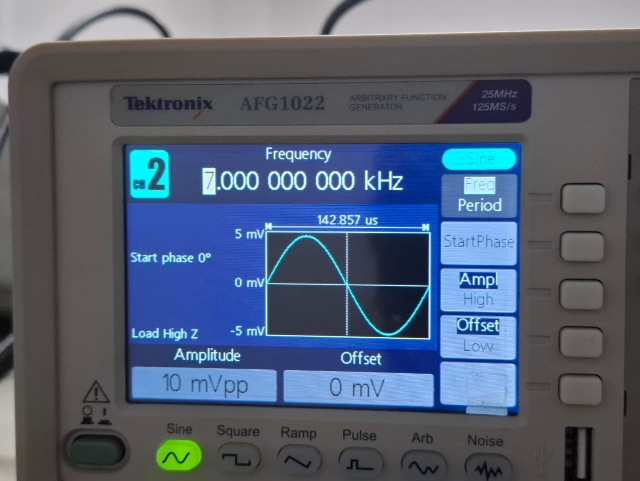 Tektronix AFG1022 ARBITRARY FUNCTION GENERATOR 25MHz 125MS/s
CH 2
Frequency
7.000 000 000 kHz
Sine
Freq
Period
142.857 us
5 mV
StartPhase
Start phase 0°
0 mV
Ampl
High
Load High Z
-5 mV
Offset
Low
Amplitude
Offset
10 mVpp
0 mV
Sine
Square
Ramp
Pulse
Arb
Noise